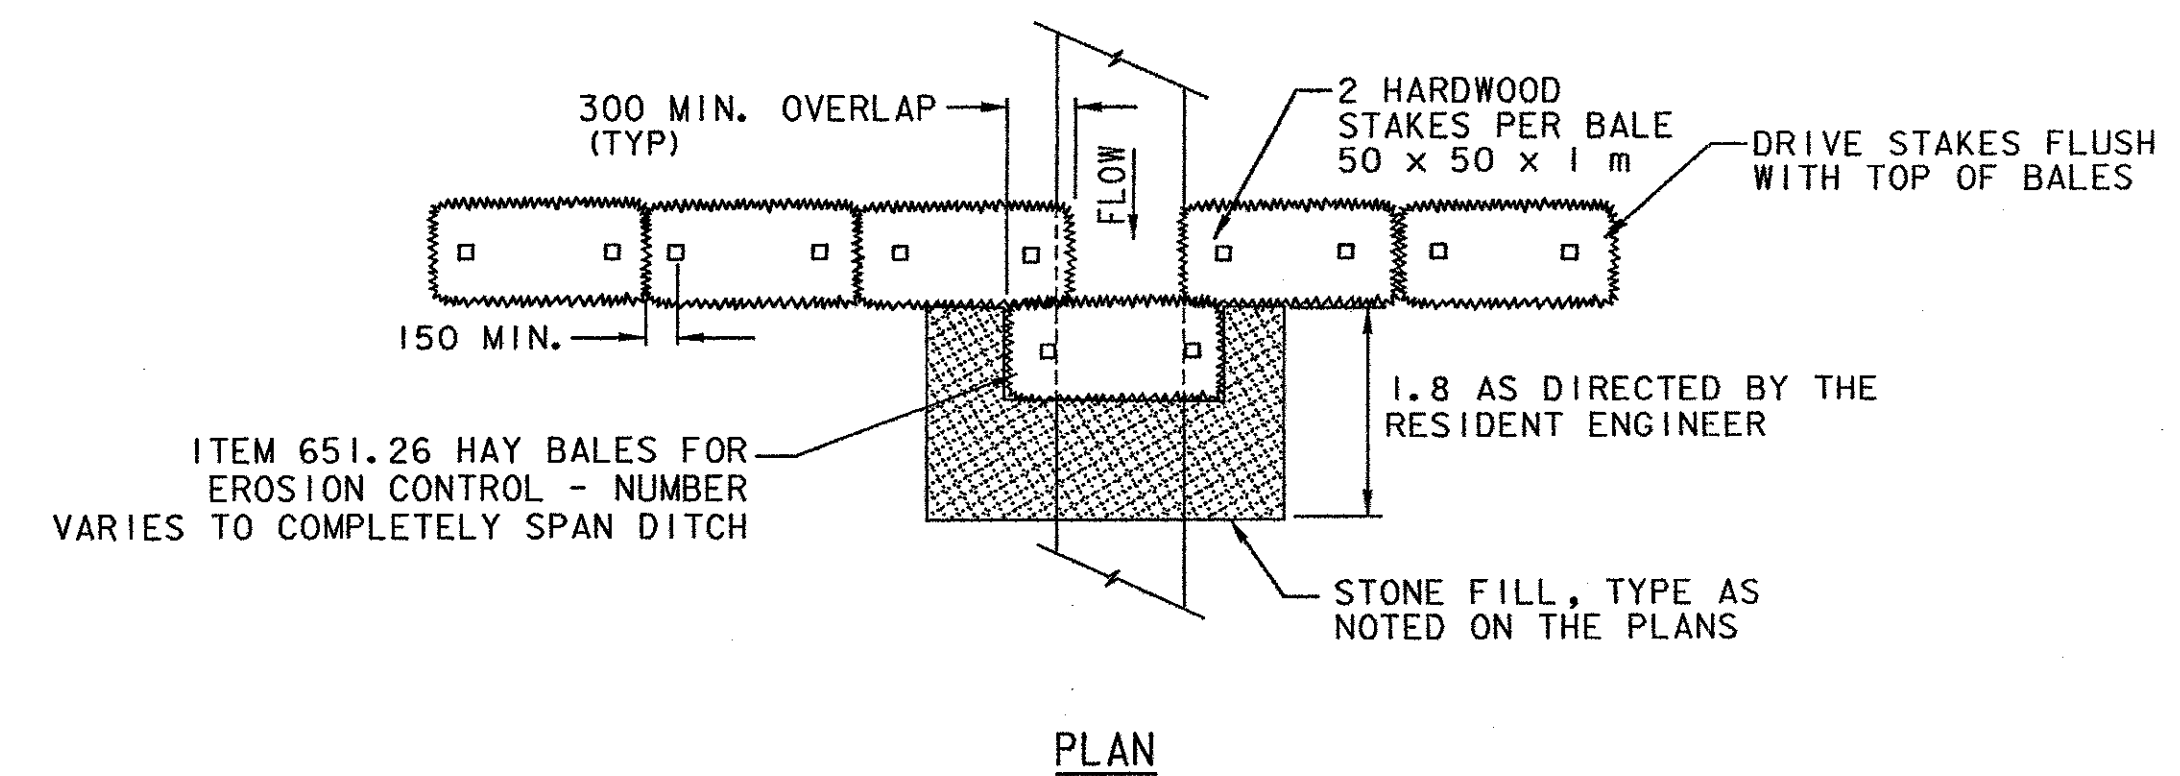 300 MIN. OVERLAP
(TYP)
FLOW
2 HARDWOOD
STAKES PER BALE
50 x 50 x 1 m
DRIVE STAKES FLUSH
WITH TOP OF BALES
150 MIN.
1.8 AS DIRECTED BY THE
RESIDENT ENGINEER
ITEM 651.26 HAY BALES FOR
EROSION CONTROL - NUMBER
VARIES TO COMPLETELY SPAN DITCH
STONE FILL, TYPE AS
NOTED ON THE PLANS
PLAN